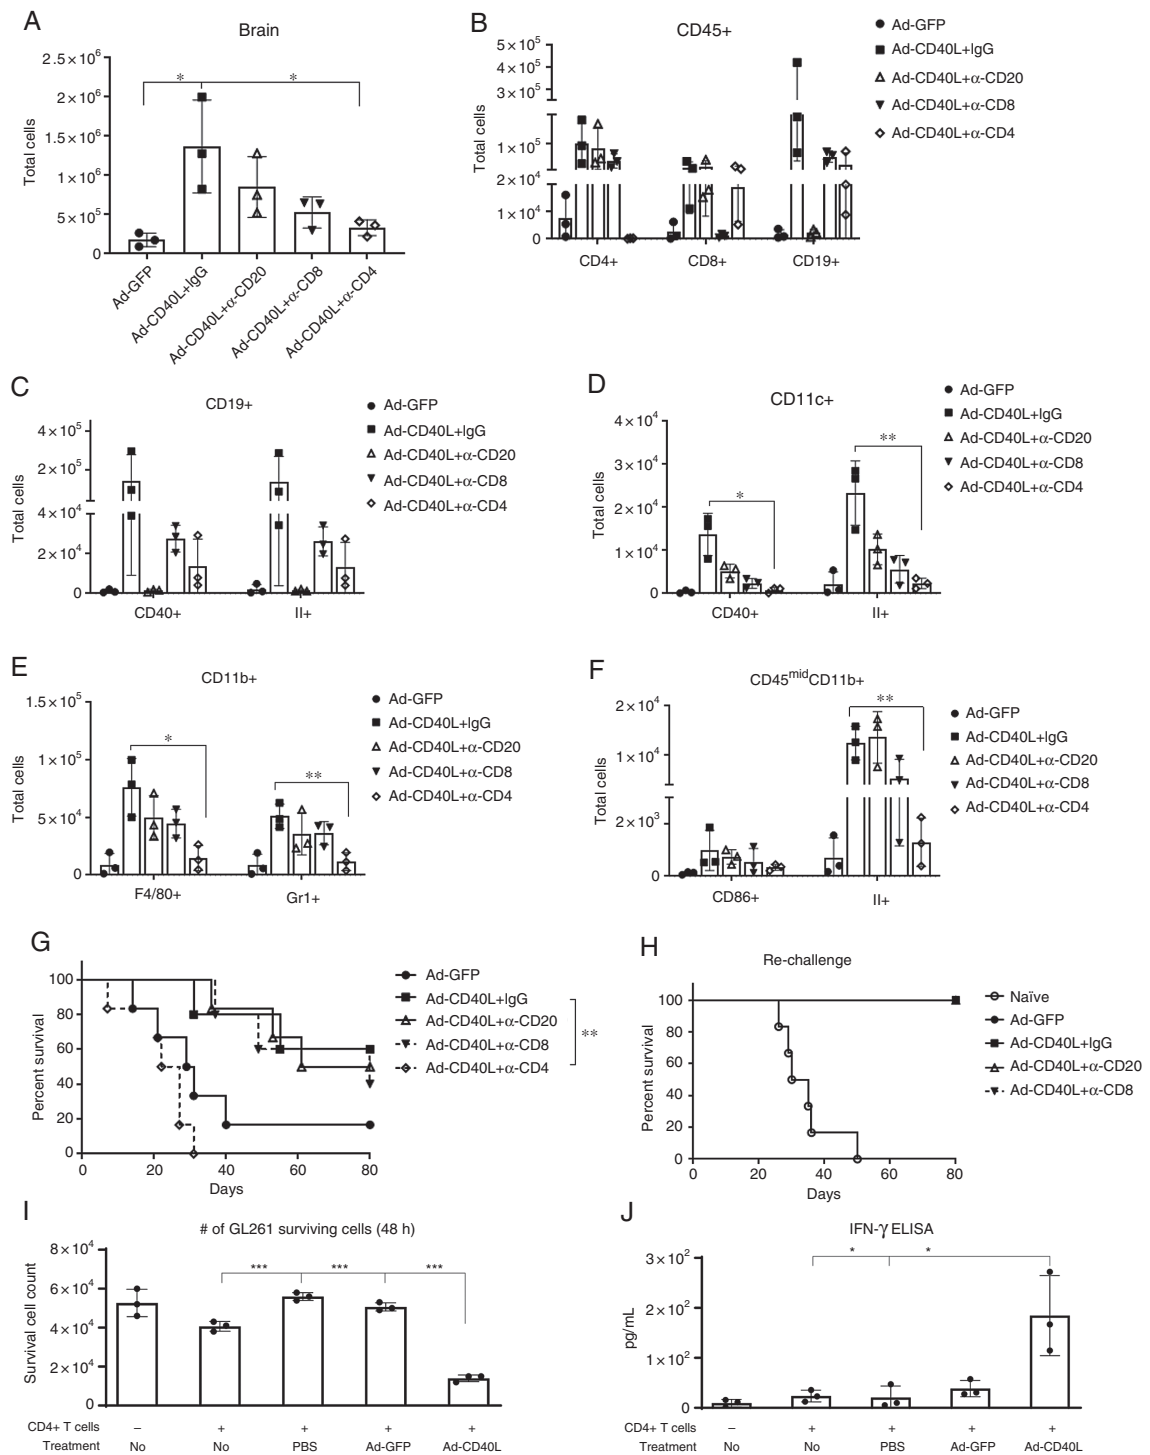 A
Brain
2.5×10⁶
2×10⁶
1.5×10⁶
1×10⁶
5×10⁵
0
Total cells
* *
Ad-GFP
Ad-CD40L+IgG
Ad-CD40L+α-CD20
Ad-CD40L+α-CD8
Ad-CD40L+α-CD4
B
CD45+
5×10⁵
4×10⁵
3×10⁵
1×10⁵
2×10⁴
1×10⁴
0
Total cells
CD4+ CD8+ CD19+
Ad-GFP
Ad-CD40L+IgG
Ad-CD40L+α-CD20
Ad-CD40L+α-CD8
Ad-CD40L+α-CD4
C
CD19+
4×10⁵
2×10⁵
4×10⁴
2×10⁴
0
Total cells
CD40+ II+
Ad-GFP
Ad-CD40L+IgG
Ad-CD40L+α-CD20
Ad-CD40L+α-CD8
Ad-CD40L+α-CD4
D
CD11c+
4×10⁴
3×10⁴
2×10⁴
1×10⁴
0
Total cells
* **
CD40+ II+
Ad-GFP
Ad-CD40L+IgG
Ad-CD40L+α-CD20
Ad-CD40L+α-CD8
Ad-CD40L+α-CD4
E
CD11b+
1.5×10⁵
1×10⁵
5×10⁴
0
Total cells
* **
F4/80+ Gr1+
Ad-GFP
Ad-CD40L+IgG
Ad-CD40L+α-CD20
Ad-CD40L+α-CD8
Ad-CD40L+α-CD4
F
CD45ᵐⁱᵈCD11b+
2×10⁴
1×10⁴
2×10³
0
Total cells
**
CD86+ II+
Ad-GFP
Ad-CD40L+IgG
Ad-CD40L+α-CD20
Ad-CD40L+α-CD8
Ad-CD40L+α-CD4
G
100
80
60
40
20
0
Percent survival
0 20 40 60 80
Days
Ad-GFP
Ad-CD40L+IgG
Ad-CD40L+α-CD20
Ad-CD40L+α-CD8
Ad-CD40L+α-CD4
**
H
Re-challenge
100
80
60
40
20
0
Percent survival
0 20 40 60 80
Days
Naïve
Ad-GFP
Ad-CD40L+IgG
Ad-CD40L+α-CD20
Ad-CD40L+α-CD8
I
# of GL261 surviving cells (48 h)
8×10⁴
6×10⁴
4×10⁴
2×10⁴
0
Survival cell count
*** *** ***
CD4+ T cells – + + + +
Treatment No No PBS Ad-GFP Ad-CD40L
J
IFN-γ ELISA
3×10²
2×10²
1×10²
0
pg/mL
* *
CD4+ T cells – + + + +
Treatment No No PBS Ad-GFP Ad-CD40L